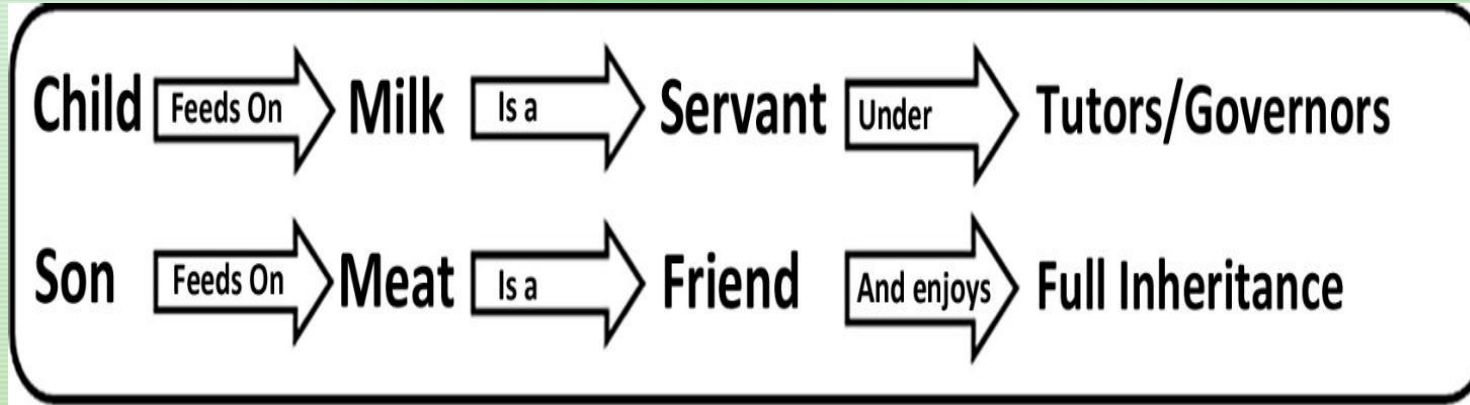 Child Feeds On Milk Is a Servant Under Tutors/Governors
Son Feeds On Meat Is a Friend And enjoys Full Inheritance